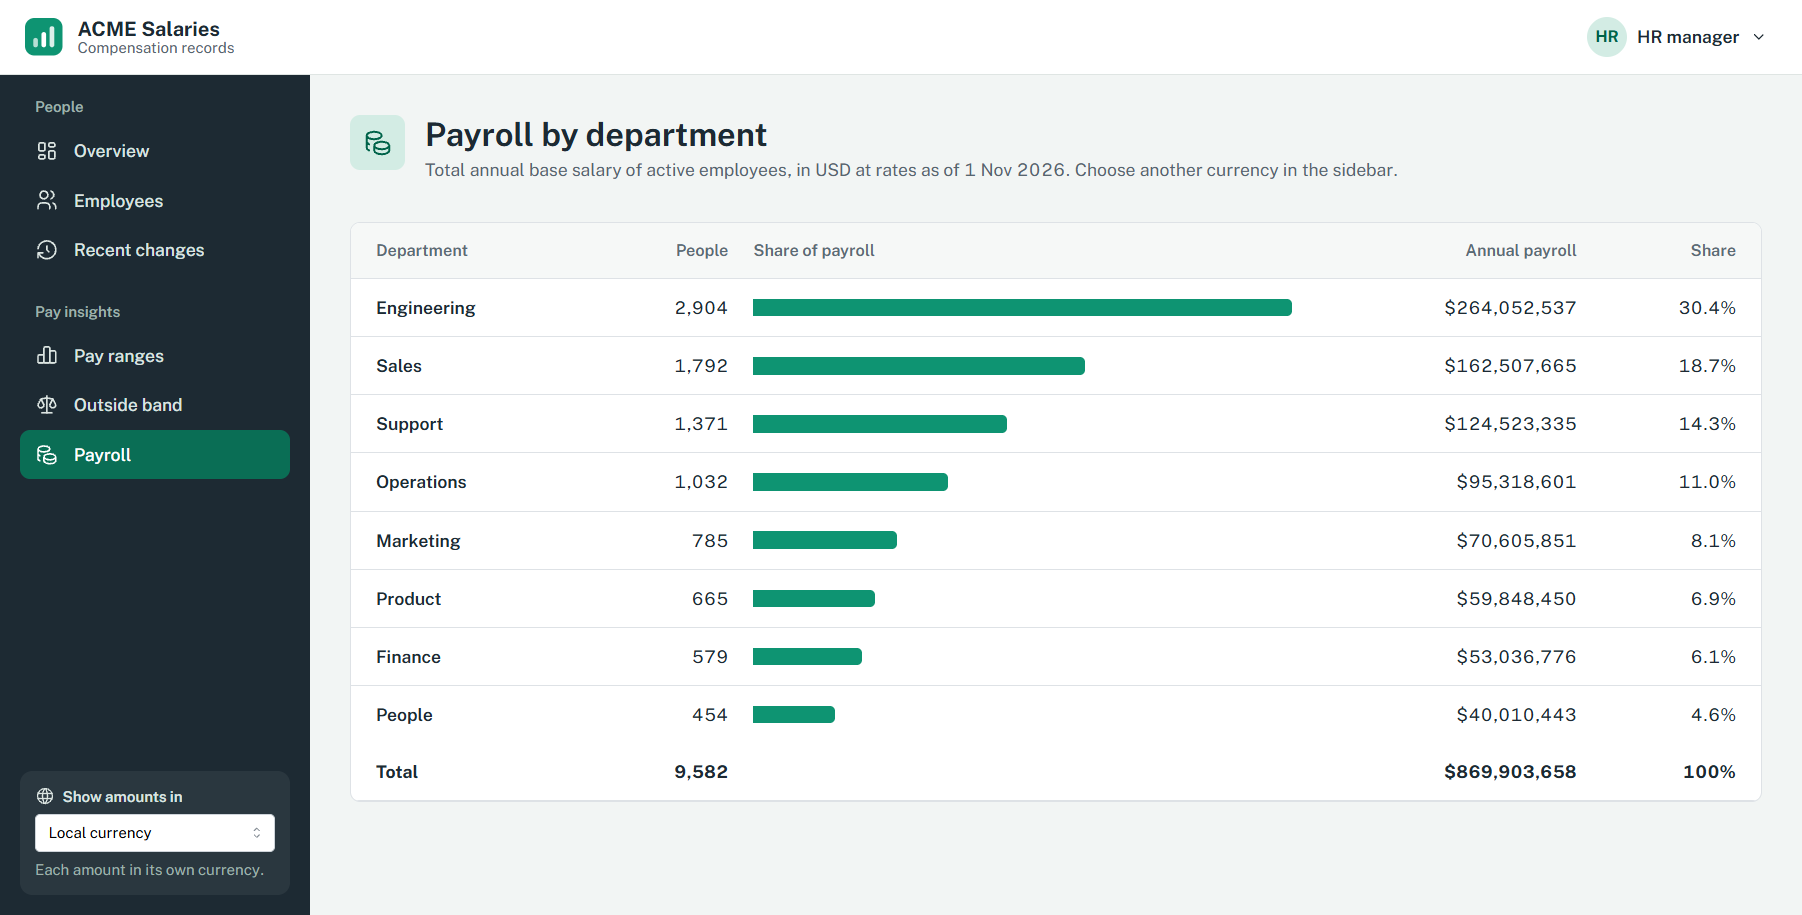 ACME Salaries
Compensation records
HR HR manager
People
Overview
Employees
Recent changes
Pay insights
Pay ranges
Outside band
Payroll
Show amounts in
Local currency
Each amount in its own currency.
Payroll by department
Total annual base salary of active employees, in USD at rates as of 1 Nov 2026. Choose another currency in the sidebar.
Department People Share of payroll Annual payroll Share
Engineering 2,904 $264,052,537 30.4%
Sales 1,792 $162,507,665 18.7%
Support 1,371 $124,523,335 14.3%
Operations 1,032 $95,318,601 11.0%
Marketing 785 $70,605,851 8.1%
Product 665 $59,848,450 6.9%
Finance 579 $53,036,776 6.1%
People 454 $40,010,443 4.6%
Total 9,582 $869,903,658 100%